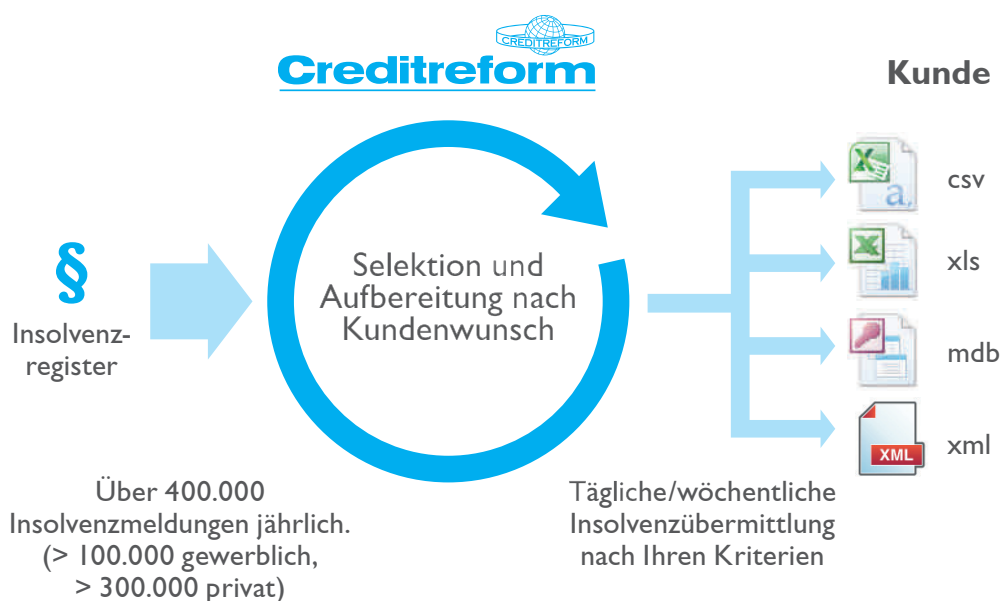 CREDITREFORM
Creditreform
Kunde
§
Insolvenz-
register
Selektion und
Aufbereitung nach
Kundenwunsch
a,
csv
xls
mdb
XML
xml
Über 400.000
Insolvenzmeldungen jährlich.
(> 100.000 gewerblich,
> 300.000 privat)
Tägliche/wöchentliche
Insolvenzübermittlung
nach Ihren Kriterien